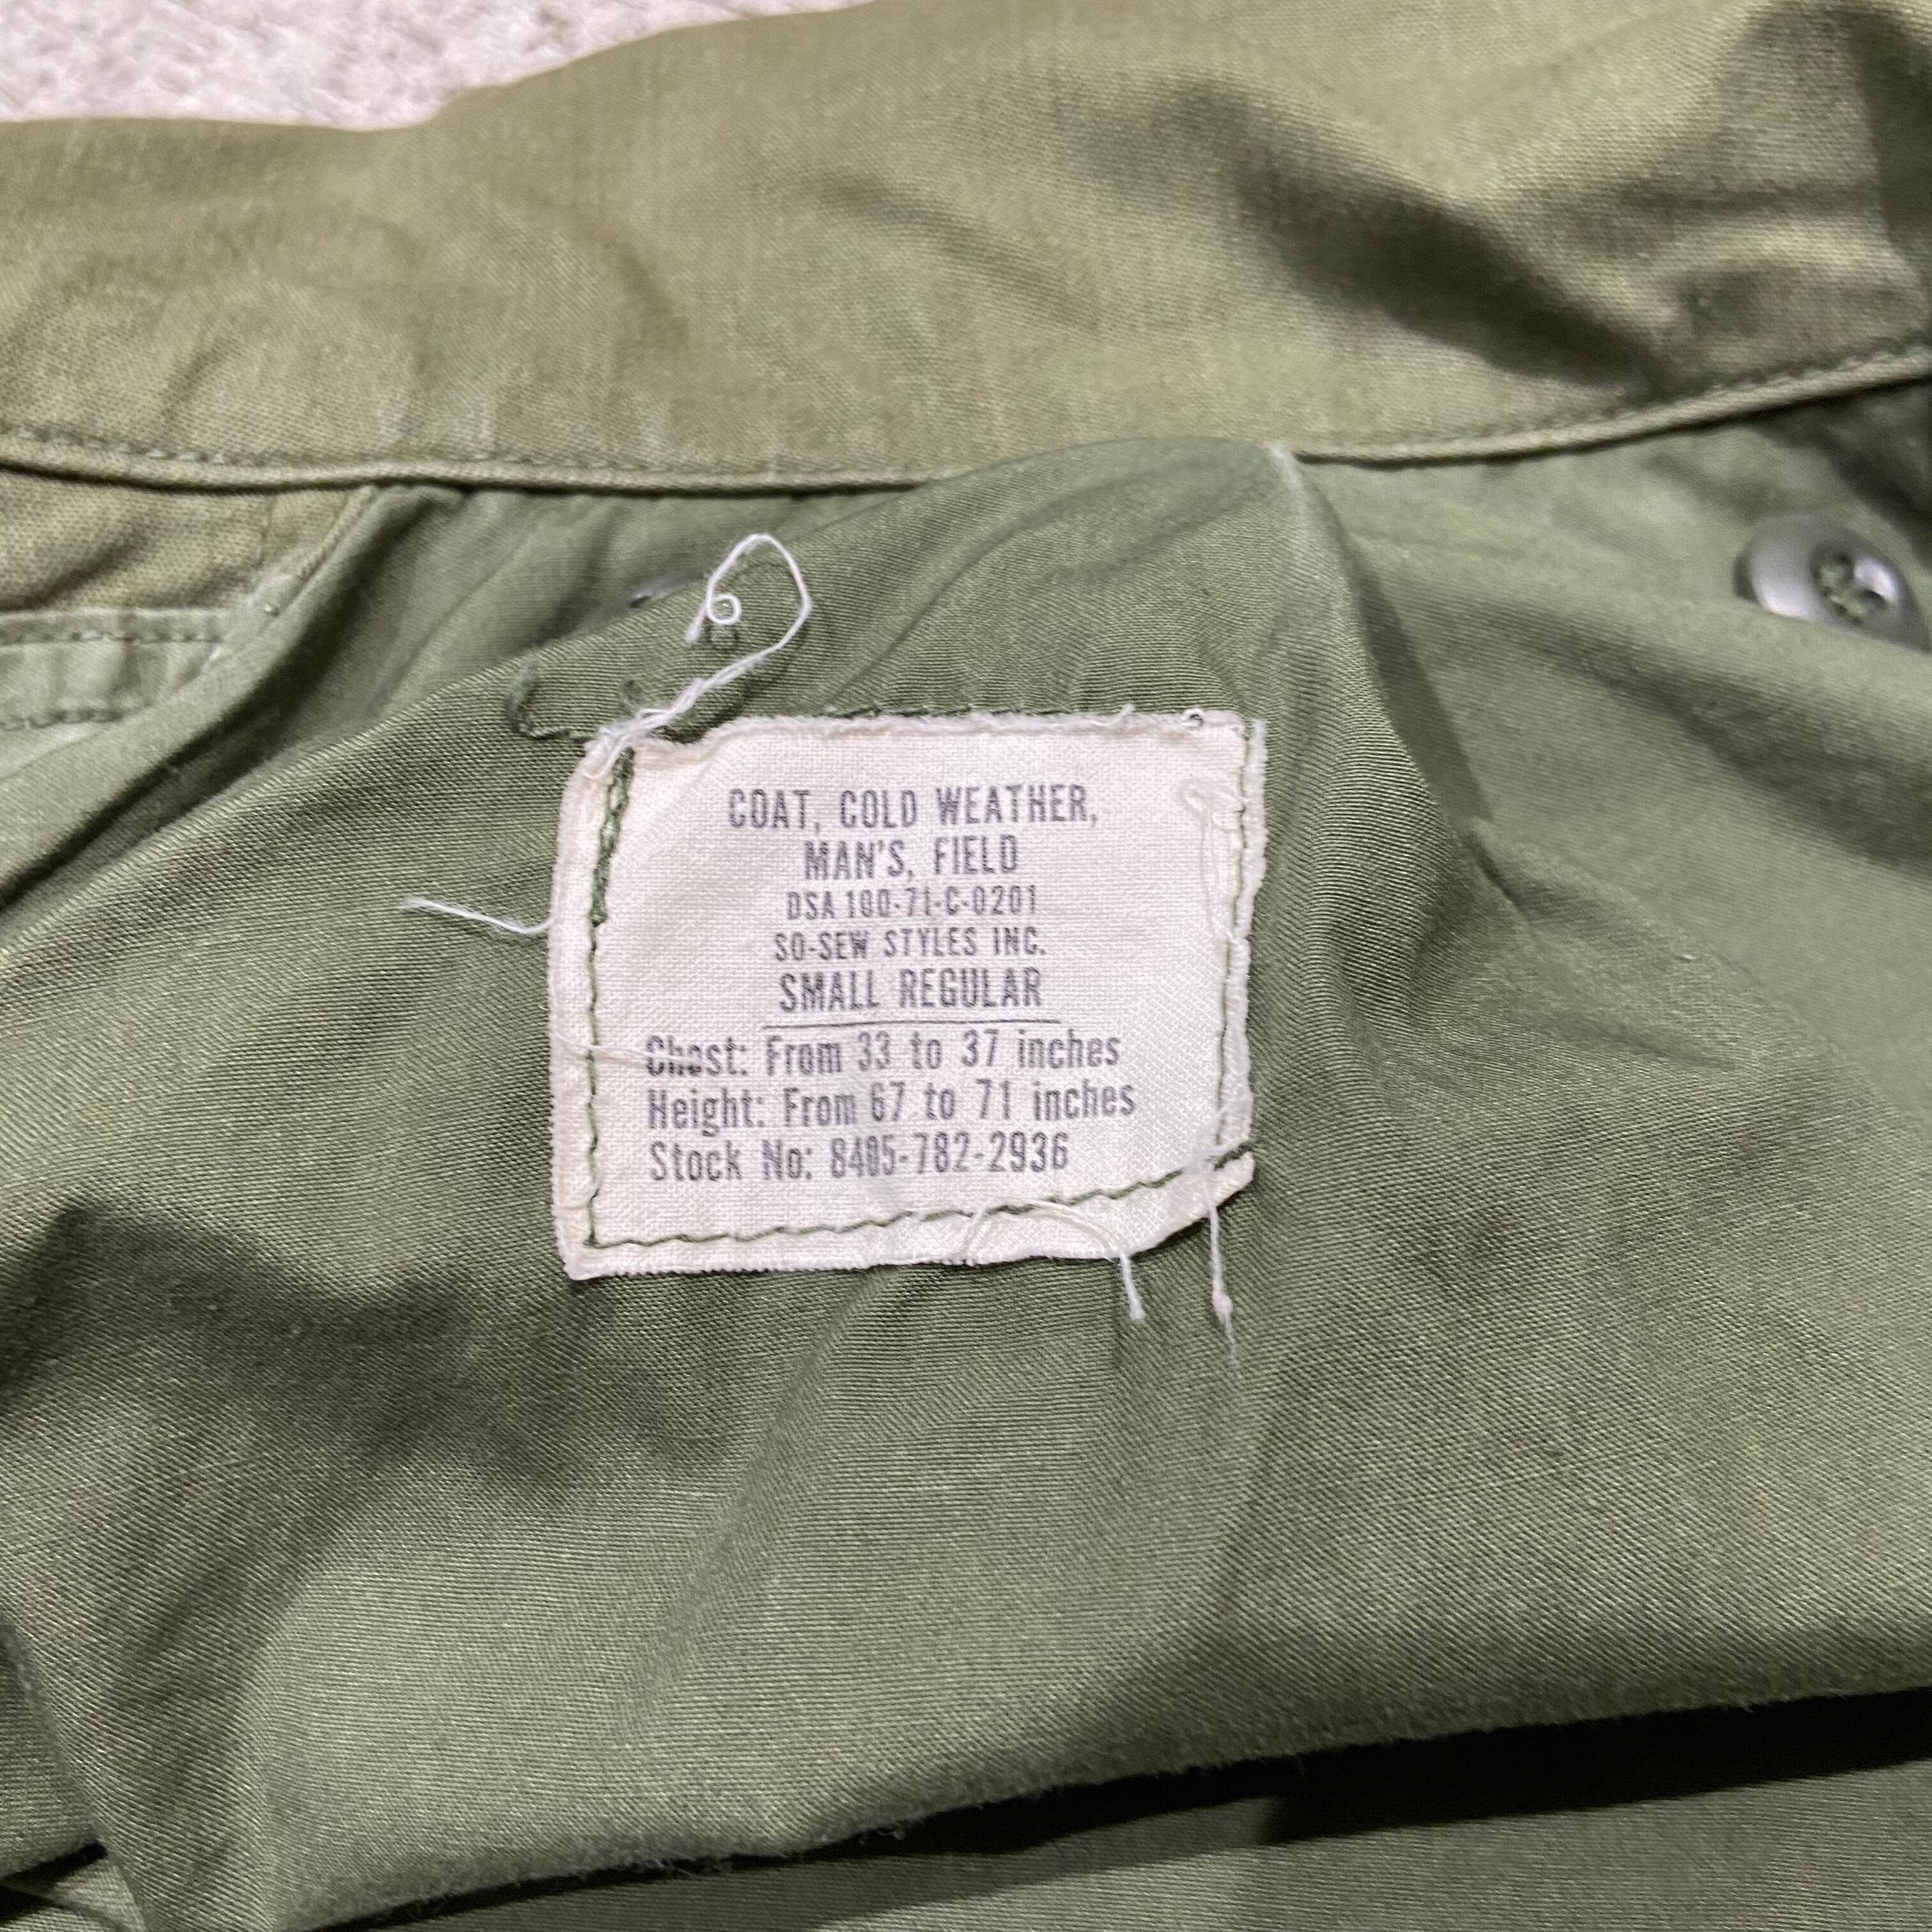 COAT, COLD WEATHER,
MAN'S, FIELD
DSA 100-71-C-0201
SO-SEW STYLES INC.
SMALL REGULAR
Chest: From 33 to 37 inches
Height: From 67 to 71 inches
Stock No: 8405-782-2936